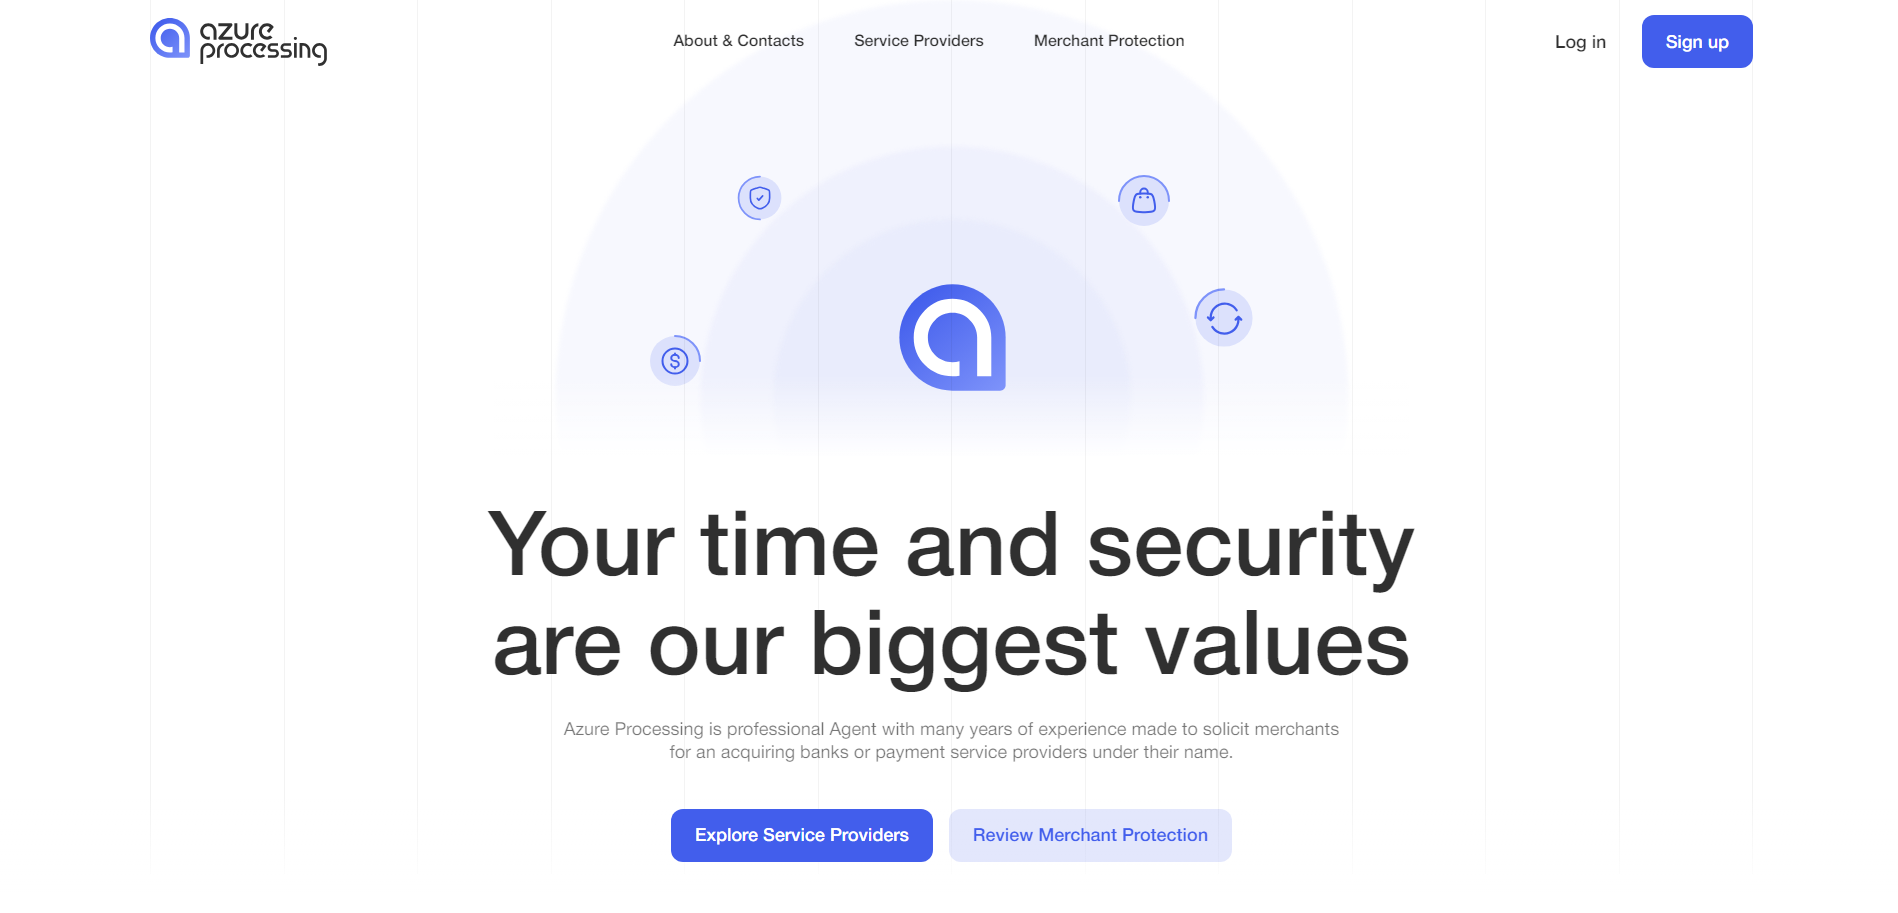 azure
processing
About & Contacts
Service Providers
Merchant Protection
Log in
Sign up
Your time and security
are our biggest values
Azure Processing is professional Agent with many years of experience made to solicit merchants
for an acquiring banks or payment service providers under their name.
Explore Service Providers
Review Merchant Protection